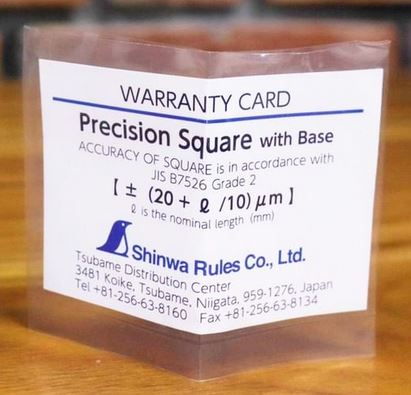 WARRANTY CARD
Precision Square with Base
ACCURACY OF SQUARE is in accordance with
JIS B7526 Grade 2
【 ± (20 + ℓ /10) μm 】
ℓ is the nominal length (mm)
Shinwa Rules Co., Ltd.
Tsubame Distribution Center
3481 Koike, Tsubame, Niigata, 959-1276, Japan
Tel +81-256-63-8160 Fax +81-256-63-8134